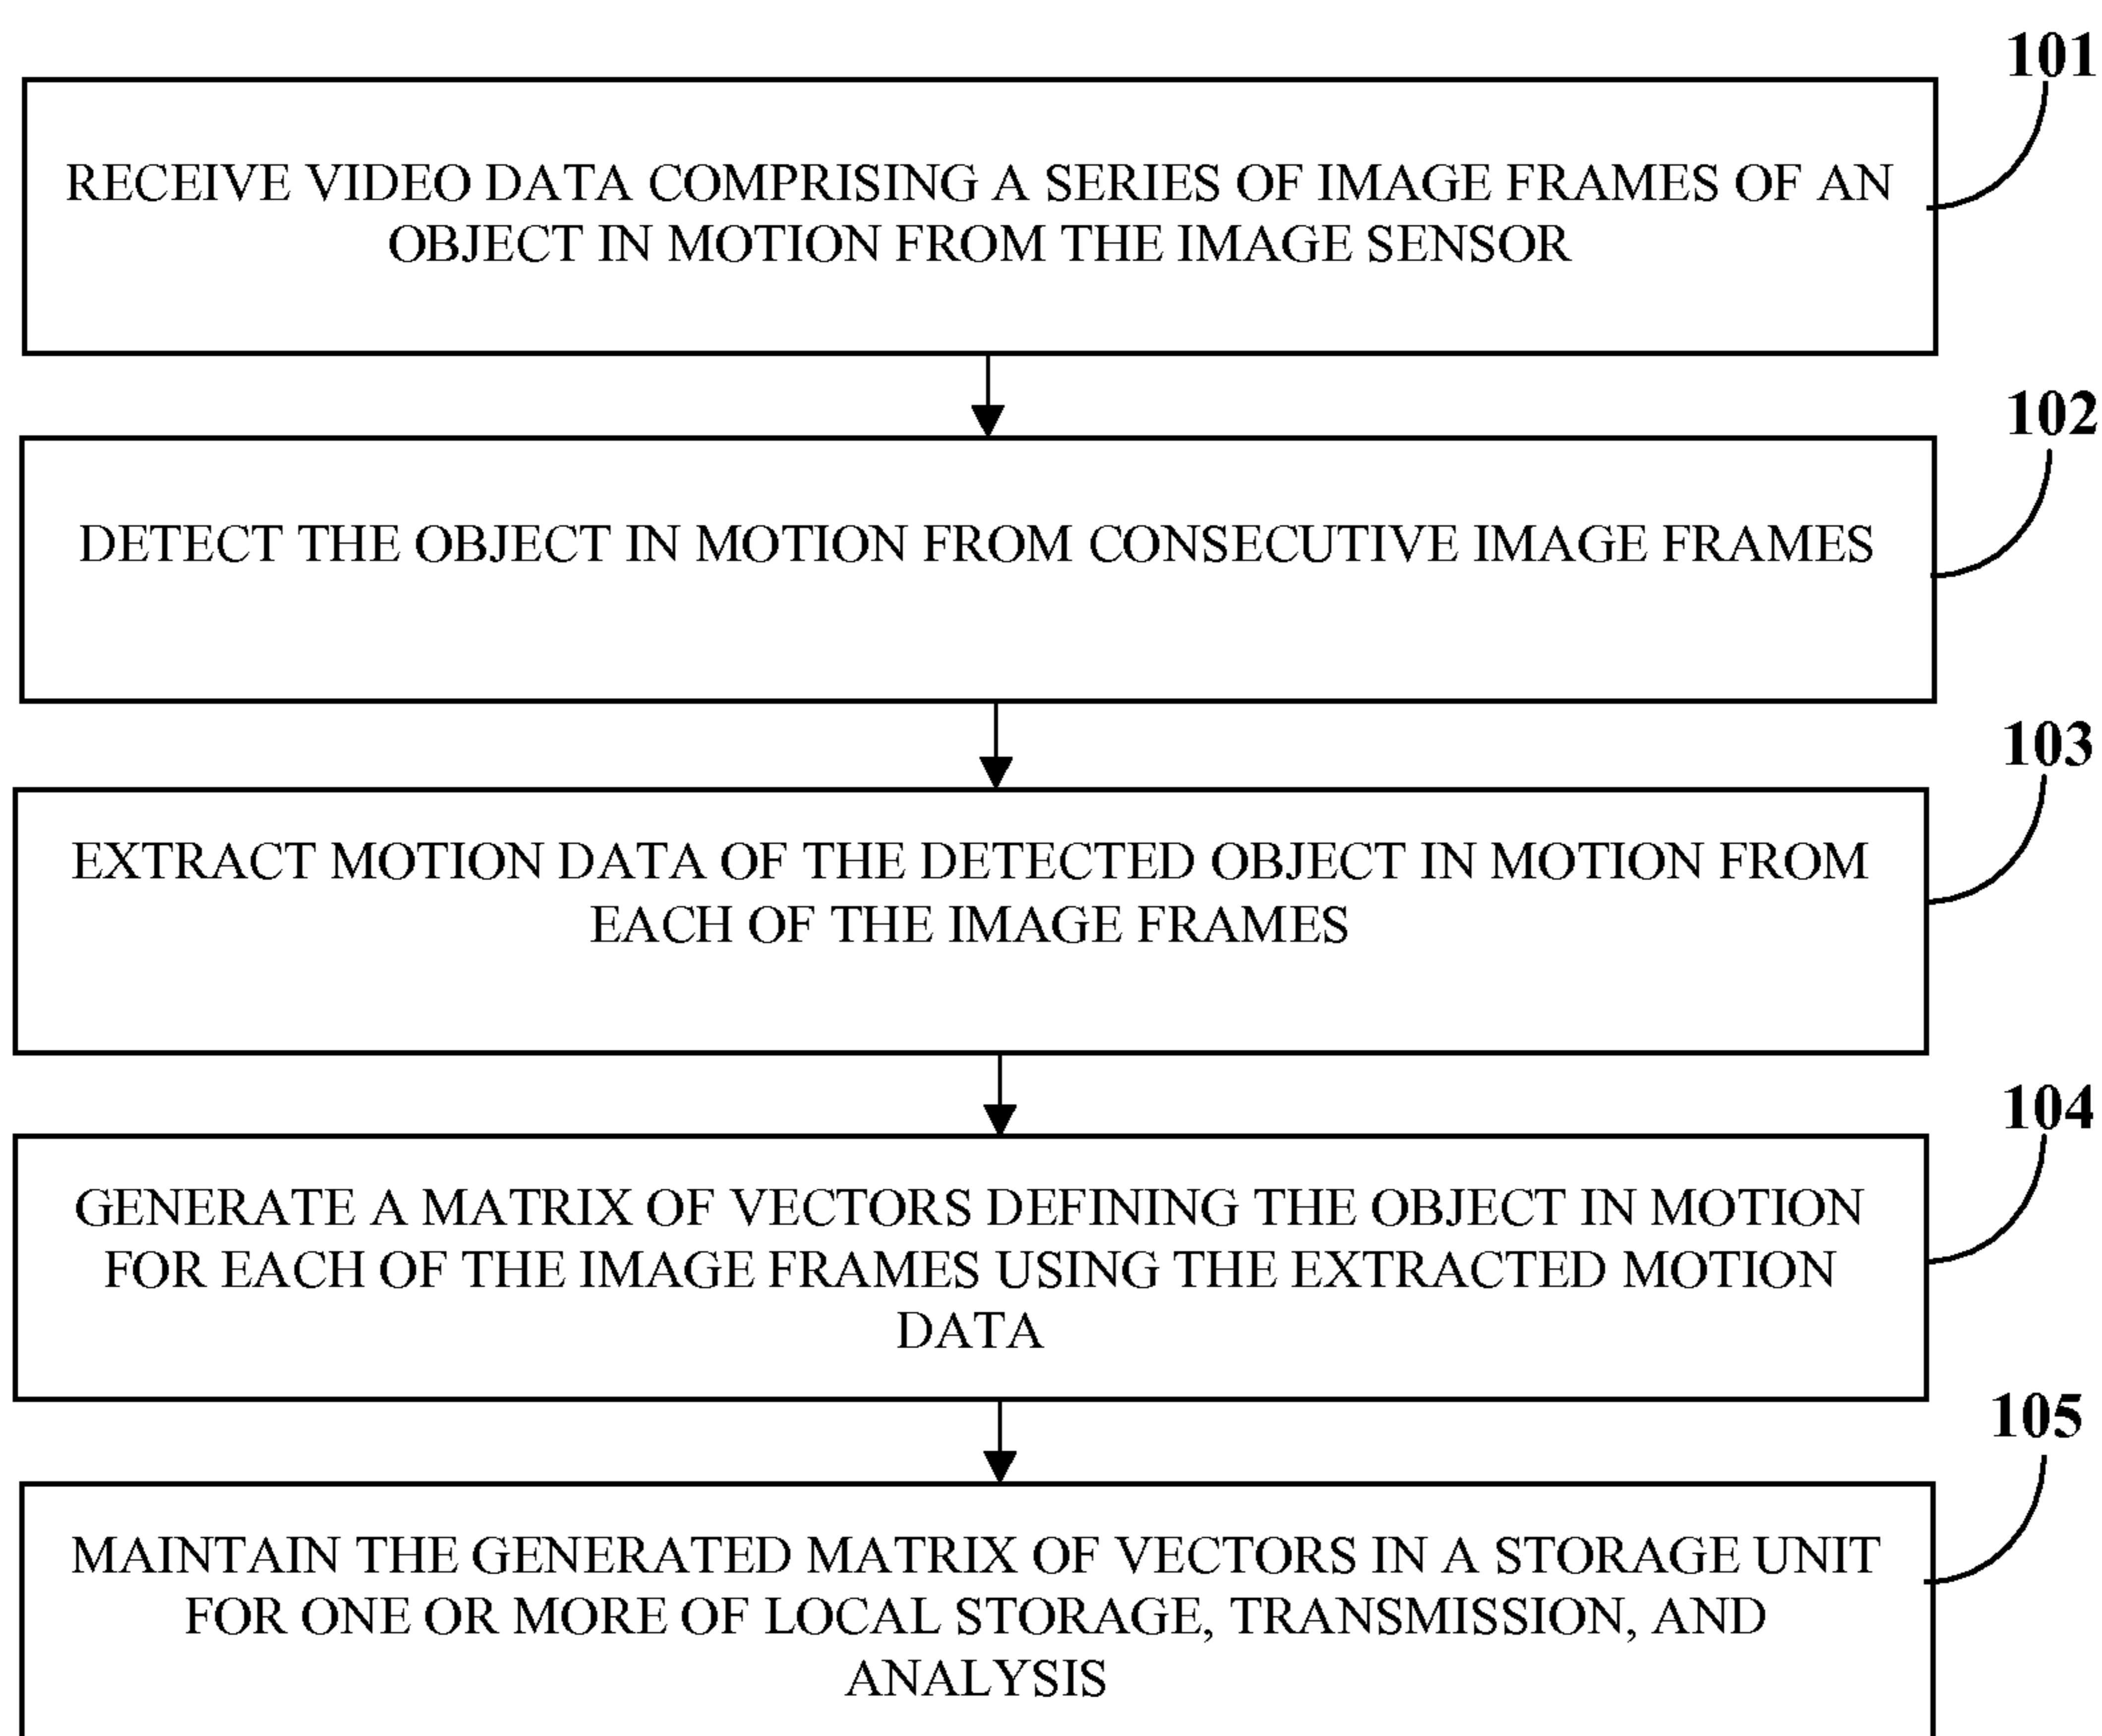 101
RECEIVE VIDEO DATA COMPRISING A SERIES OF IMAGE FRAMES OF AN
OBJECT IN MOTION FROM THE IMAGE SENSOR
102
DETECT THE OBJECT IN MOTION FROM CONSECUTIVE IMAGE FRAMES
103
EXTRACT MOTION DATA OF THE DETECTED OBJECT IN MOTION FROM
EACH OF THE IMAGE FRAMES
104
GENERATE A MATRIX OF VECTORS DEFINING THE OBJECT IN MOTION
FOR EACH OF THE IMAGE FRAMES USING THE EXTRACTED MOTION
DATA
105
MAINTAIN THE GENERATED MATRIX OF VECTORS IN A STORAGE UNIT
FOR ONE OR MORE OF LOCAL STORAGE, TRANSMISSION, AND
ANALYSIS